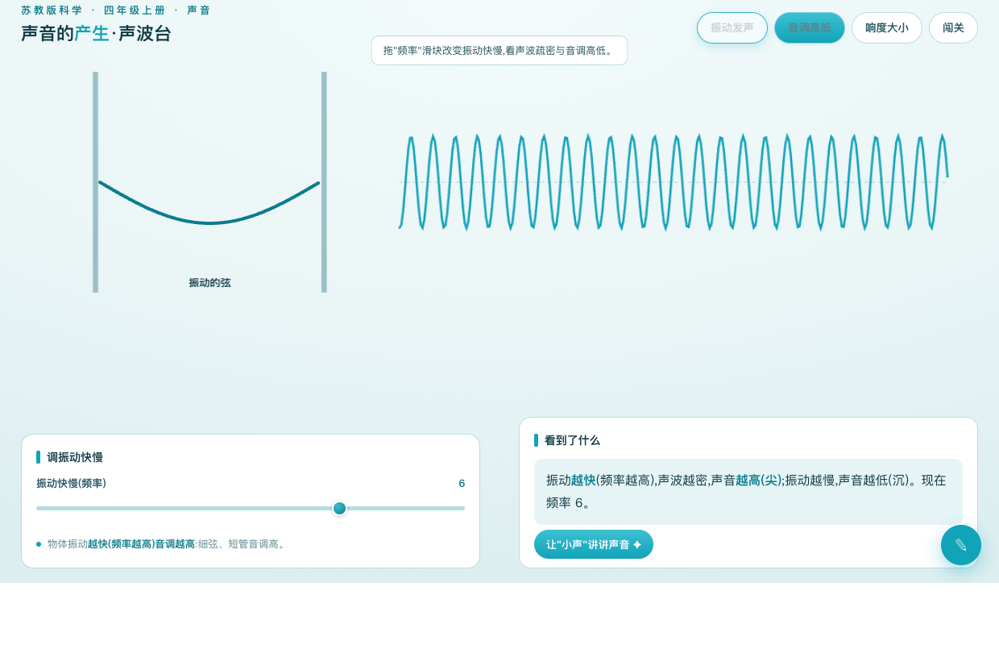 苏教版科学 · 四年级上册 · 声音
声音的产生·声波台
振动发声
音调高低
响度大小
闯关
拖"频率"滑块改变振动快慢,看声波疏密与音调高低。
振动的弦
调振动快慢
振动快慢(频率)
6
物体振动越快(频率越高)音调越高:细弦、短管音调高。
看到了什么
振动越快(频率越高),声波越密,声音越高(尖);振动越慢,声音越低(沉)。现在
频率 6。
让"小声"讲讲声音 ✦